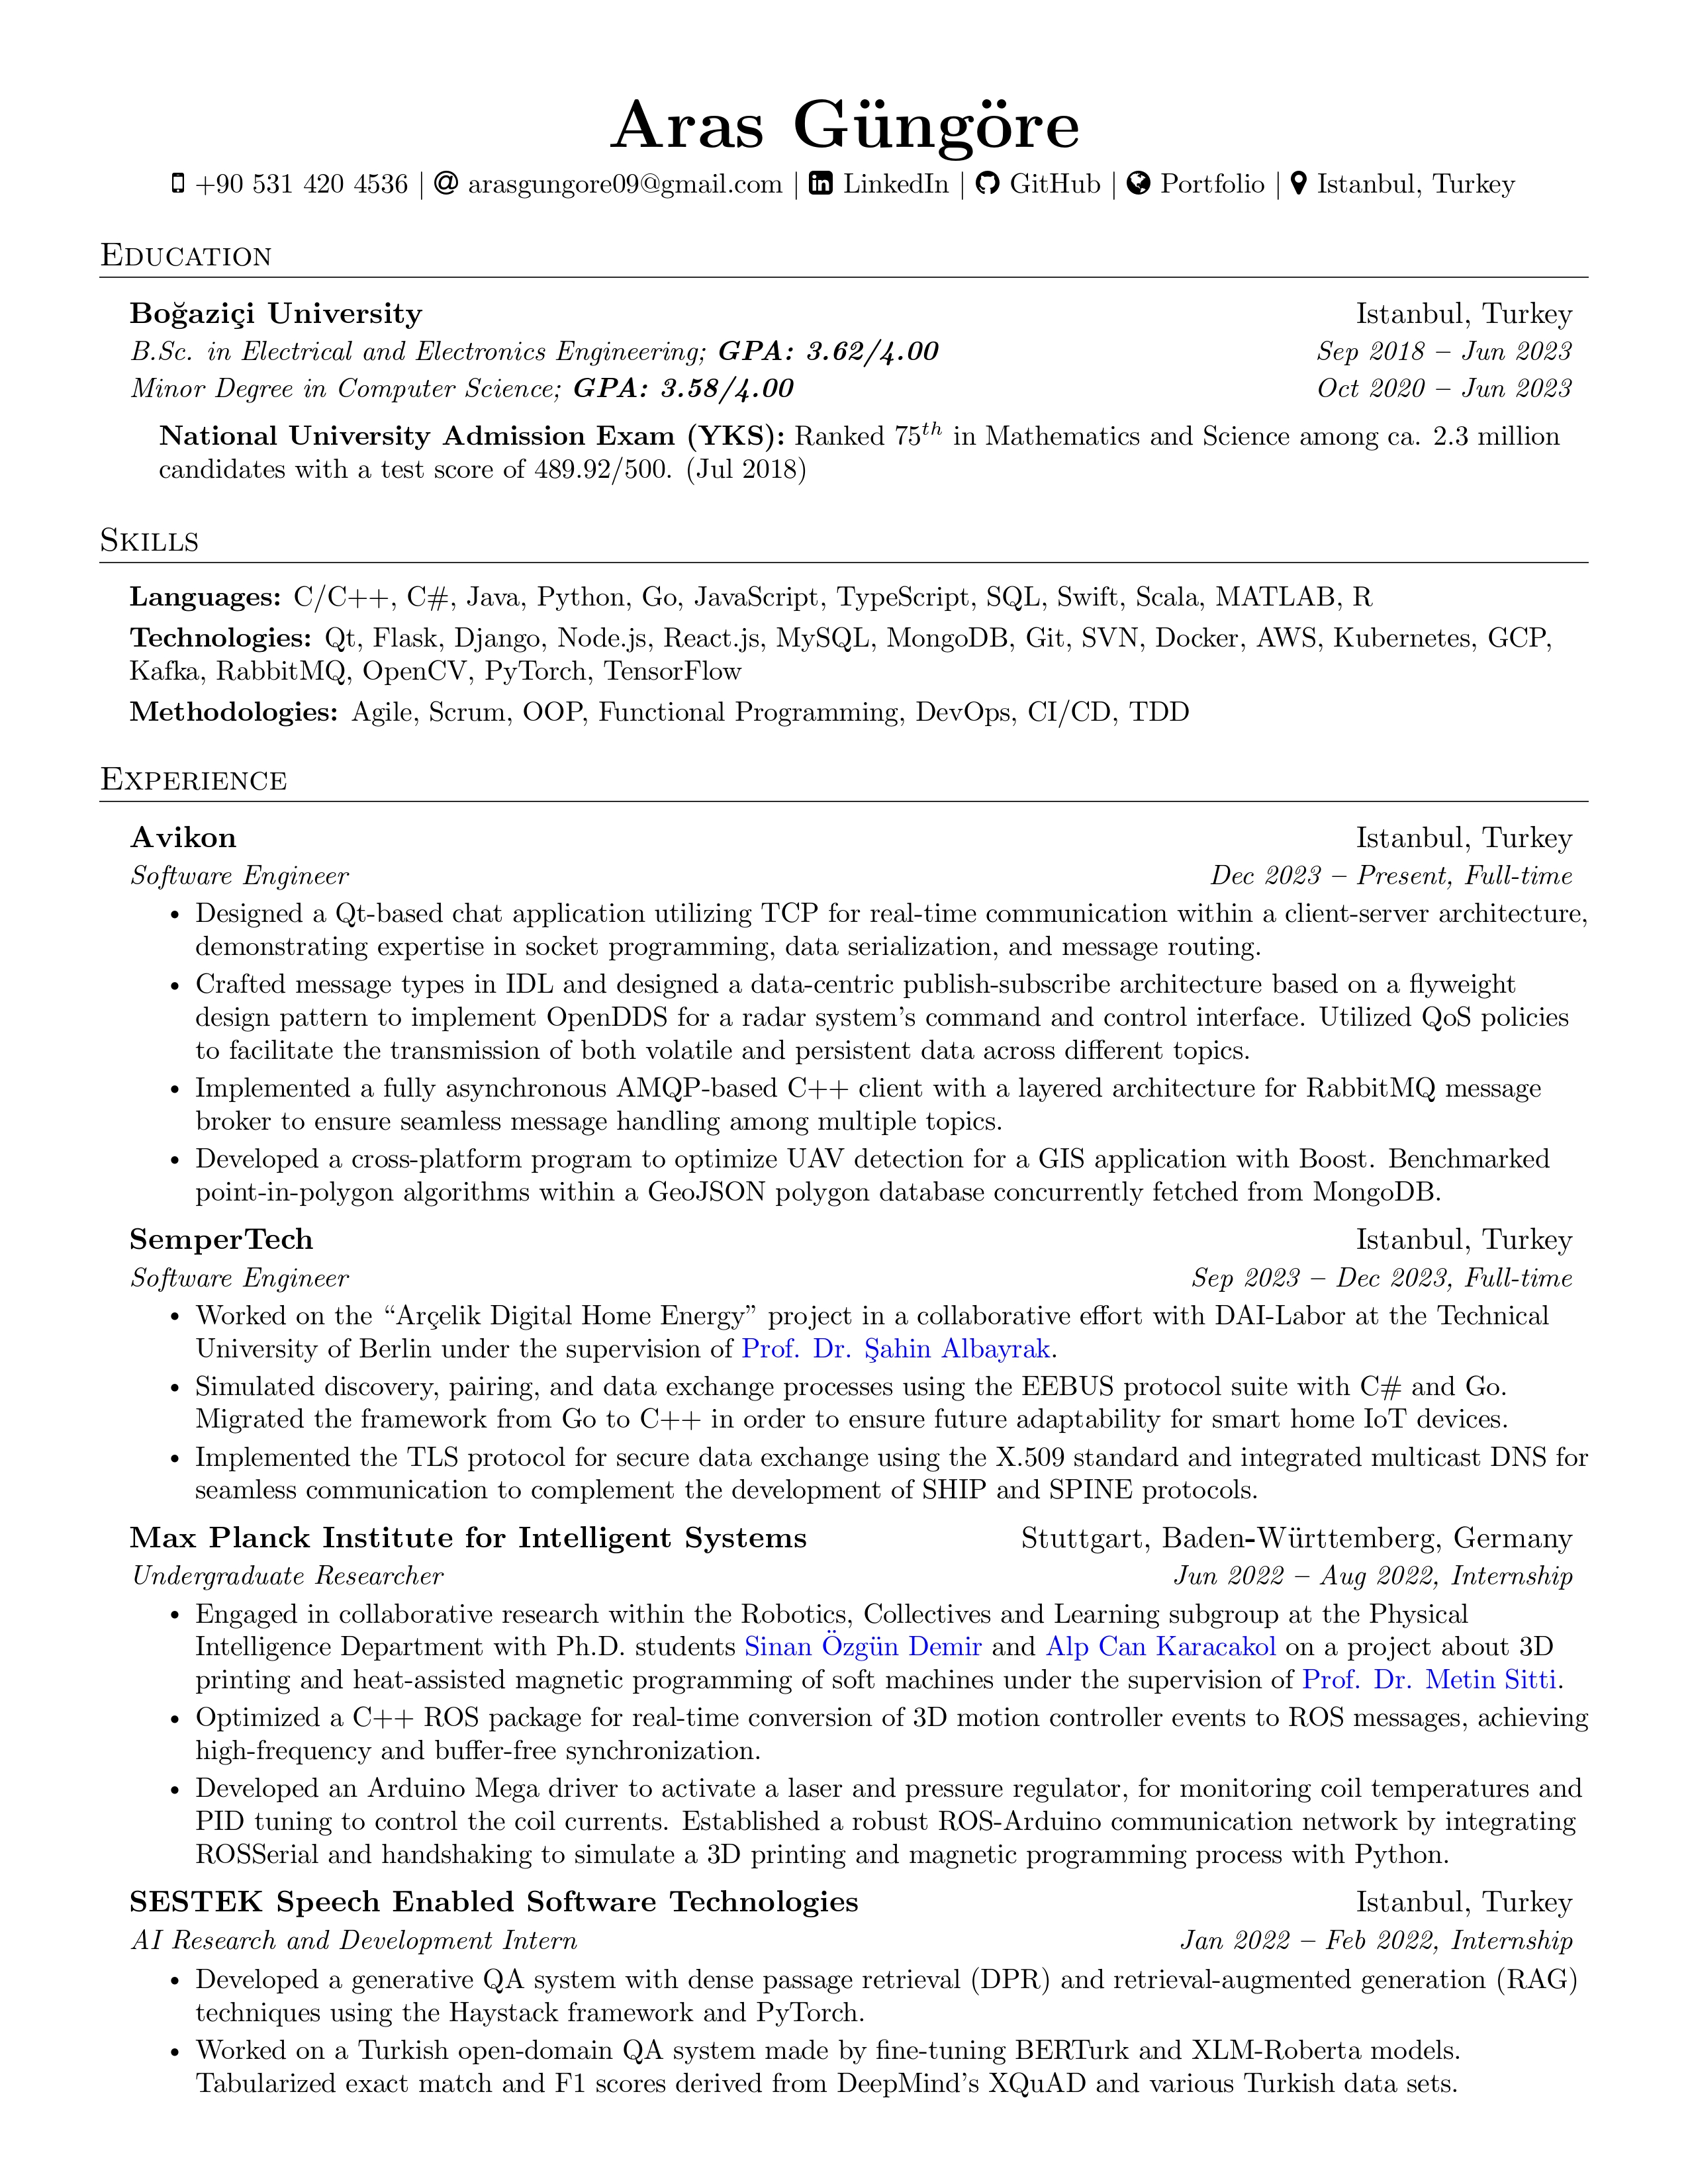 Aras Güngöre
+90 531 420 4536 | arasgungore09@gmail.com | LinkedIn | GitHub | Portfolio | Istanbul, Turkey
Education
Boğaziçi University Istanbul, Turkey
B.Sc. in Electrical and Electronics Engineering; GPA: 3.62/4.00 Sep 2018 – Jun 2023
Minor Degree in Computer Science; GPA: 3.58/4.00 Oct 2020 – Jun 2023
National University Admission Exam (YKS): Ranked 75th in Mathematics and Science among ca. 2.3 million
candidates with a test score of 489.92/500. (Jul 2018)
Skills
Languages: C/C++, C#, Java, Python, Go, JavaScript, TypeScript, SQL, Swift, Scala, MATLAB, R
Technologies: Qt, Flask, Django, Node.js, React.js, MySQL, MongoDB, Git, SVN, Docker, AWS, Kubernetes, GCP,
Kafka, RabbitMQ, OpenCV, PyTorch, TensorFlow
Methodologies: Agile, Scrum, OOP, Functional Programming, DevOps, CI/CD, TDD
Experience
Avikon Istanbul, Turkey
Software Engineer Dec 2023 – Present, Full-time
• Designed a Qt-based chat application utilizing TCP for real-time communication within a client-server architecture,
demonstrating expertise in socket programming, data serialization, and message routing.
• Crafted message types in IDL and designed a data-centric publish-subscribe architecture based on a flyweight
design pattern to implement OpenDDS for a radar system's command and control interface. Utilized QoS policies
to facilitate the transmission of both volatile and persistent data across different topics.
• Implemented a fully asynchronous AMQP-based C++ client with a layered architecture for RabbitMQ message
broker to ensure seamless message handling among multiple topics.
• Developed a cross-platform program to optimize UAV detection for a GIS application with Boost. Benchmarked
point-in-polygon algorithms within a GeoJSON polygon database concurrently fetched from MongoDB.
SemperTech Istanbul, Turkey
Software Engineer Sep 2023 – Dec 2023, Full-time
• Worked on the “Arçelik Digital Home Energy” project in a collaborative effort with DAI-Labor at the Technical
University of Berlin under the supervision of Prof. Dr. Şahin Albayrak.
• Simulated discovery, pairing, and data exchange processes using the EEBUS protocol suite with C# and Go.
Migrated the framework from Go to C++ in order to ensure future adaptability for smart home IoT devices.
• Implemented the TLS protocol for secure data exchange using the X.509 standard and integrated multicast DNS for
seamless communication to complement the development of SHIP and SPINE protocols.
Max Planck Institute for Intelligent Systems Stuttgart, Baden-Württemberg, Germany
Undergraduate Researcher Jun 2022 – Aug 2022, Internship
• Engaged in collaborative research within the Robotics, Collectives and Learning subgroup at the Physical
Intelligence Department with Ph.D. students Sinan Özgün Demir and Alp Can Karacakol on a project about 3D
printing and heat-assisted magnetic programming of soft machines under the supervision of Prof. Dr. Metin Sitti.
• Optimized a C++ ROS package for real-time conversion of 3D motion controller events to ROS messages, achieving
high-frequency and buffer-free synchronization.
• Developed an Arduino Mega driver to activate a laser and pressure regulator, for monitoring coil temperatures and
PID tuning to control the coil currents. Established a robust ROS-Arduino communication network by integrating
ROSSerial and handshaking to simulate a 3D printing and magnetic programming process with Python.
SESTEK Speech Enabled Software Technologies Istanbul, Turkey
AI Research and Development Intern Jan 2022 – Feb 2022, Internship
• Developed a generative QA system with dense passage retrieval (DPR) and retrieval-augmented generation (RAG)
techniques using the Haystack framework and PyTorch.
• Worked on a Turkish open-domain QA system made by fine-tuning BERTurk and XLM-Roberta models.
Tabularized exact match and F1 scores derived from DeepMind's XQuAD and various Turkish data sets.